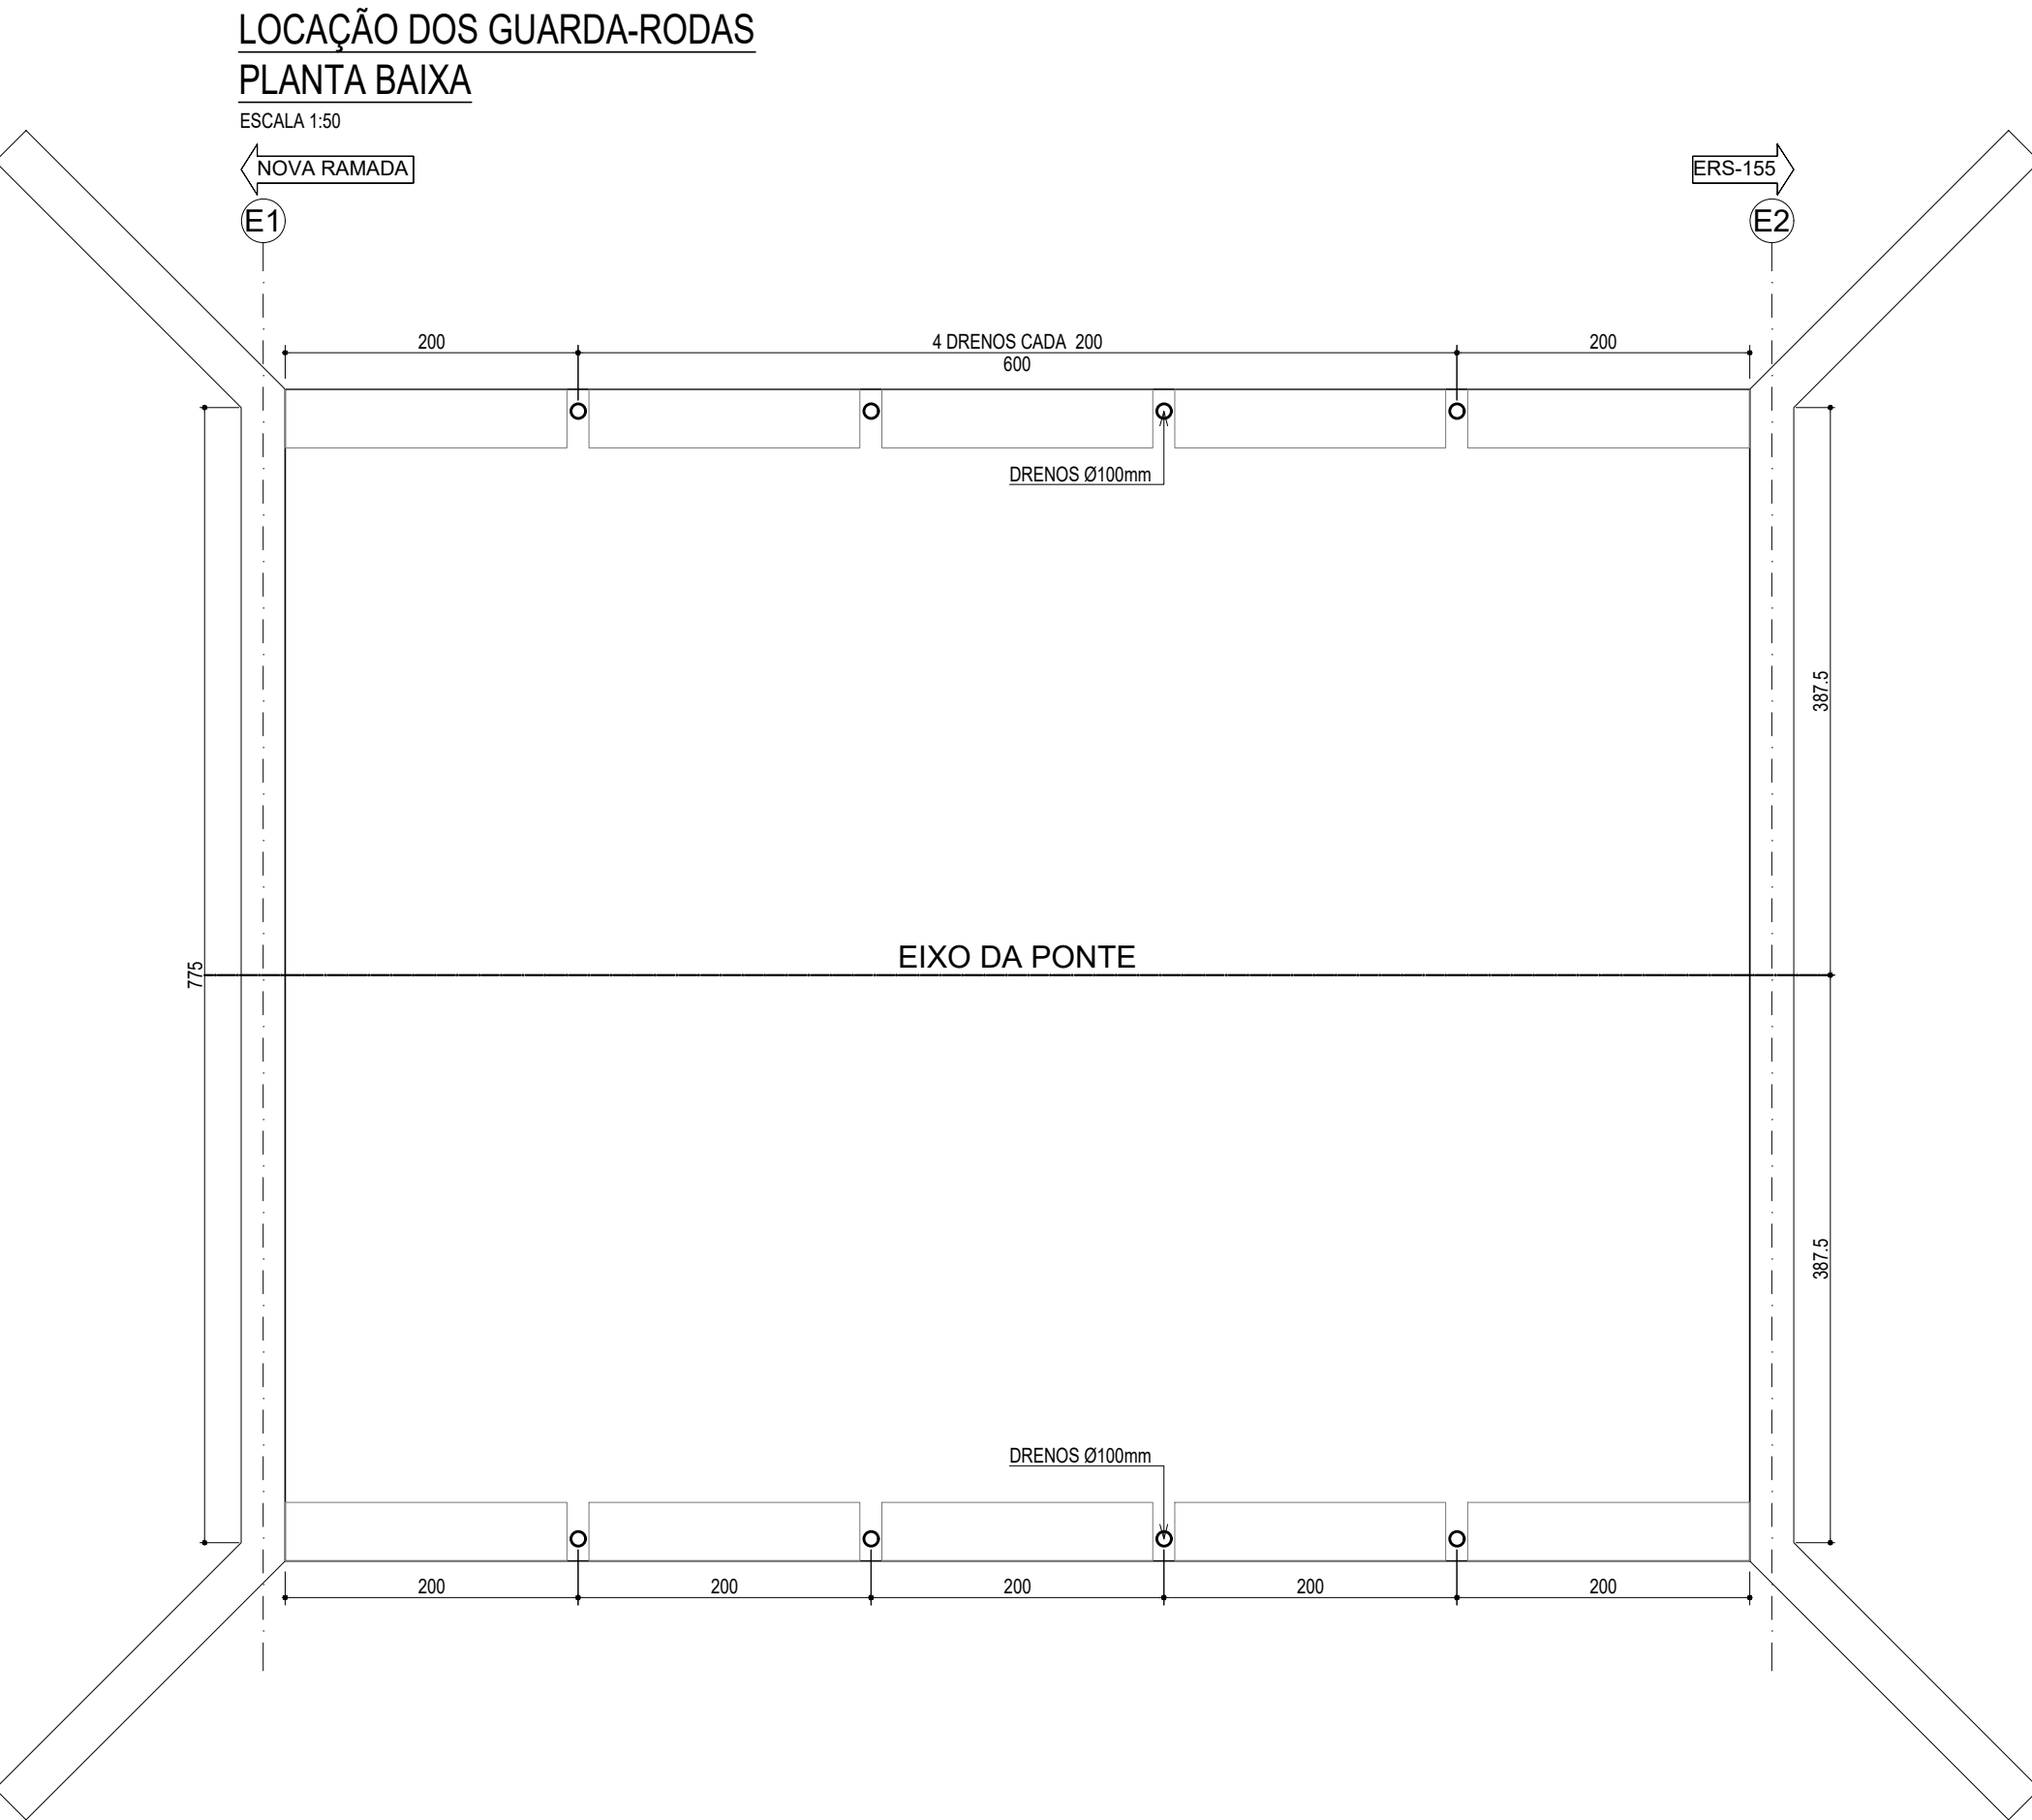 LOCAÇÃO DOS GUARDA-RODAS
PLANTA BAIXA
ESCALA 1:50
NOVA RAMADA
ERS-155
E1
E2
200
4 DRENOS CADA 200
200
600
DRENOS Ø100mm
387.5
EIXO DA PONTE
775
387.5
DRENOS Ø100mm
200
200
200
200
200